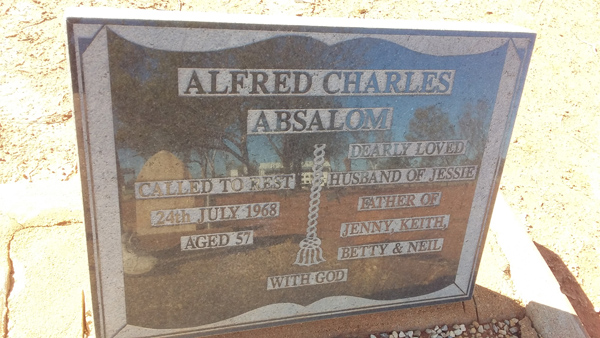 ALFRED CHARLES
ABSALOM
CALLED TO REST
24th JULY 1968
AGED 57
DEARLY LOVED
HUSBAND OF JESSIE
FATHER OF
JENNY, KEITH,
BETTY & NEIL
WITH GOD